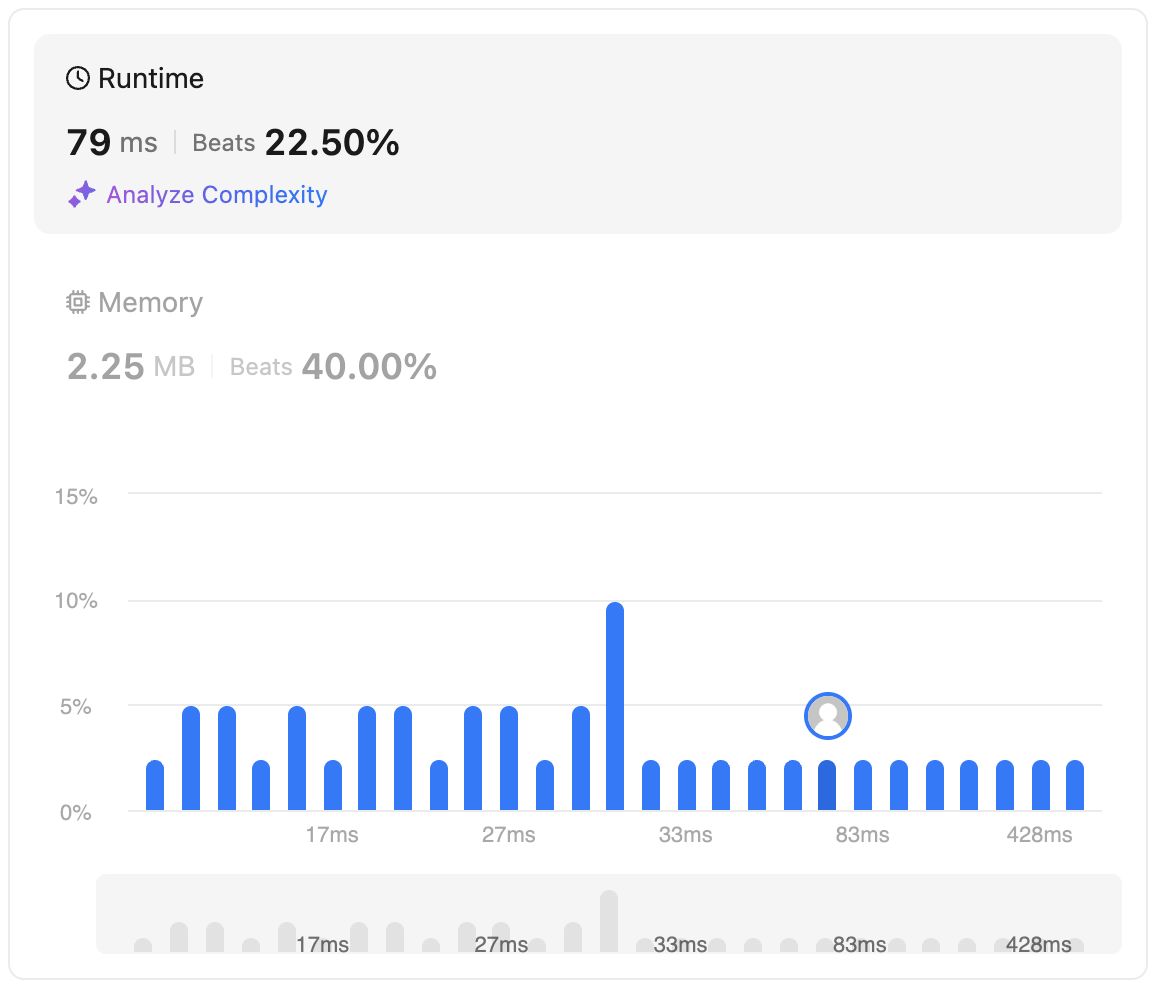 Runtime
79 ms | Beats 22.50%
Analyze Complexity
Memory
2.25 MB | Beats 40.00%
15%
10%
5%
0%
17ms 27ms 33ms 83ms 428ms
17ms 27ms 33ms 83ms 428ms